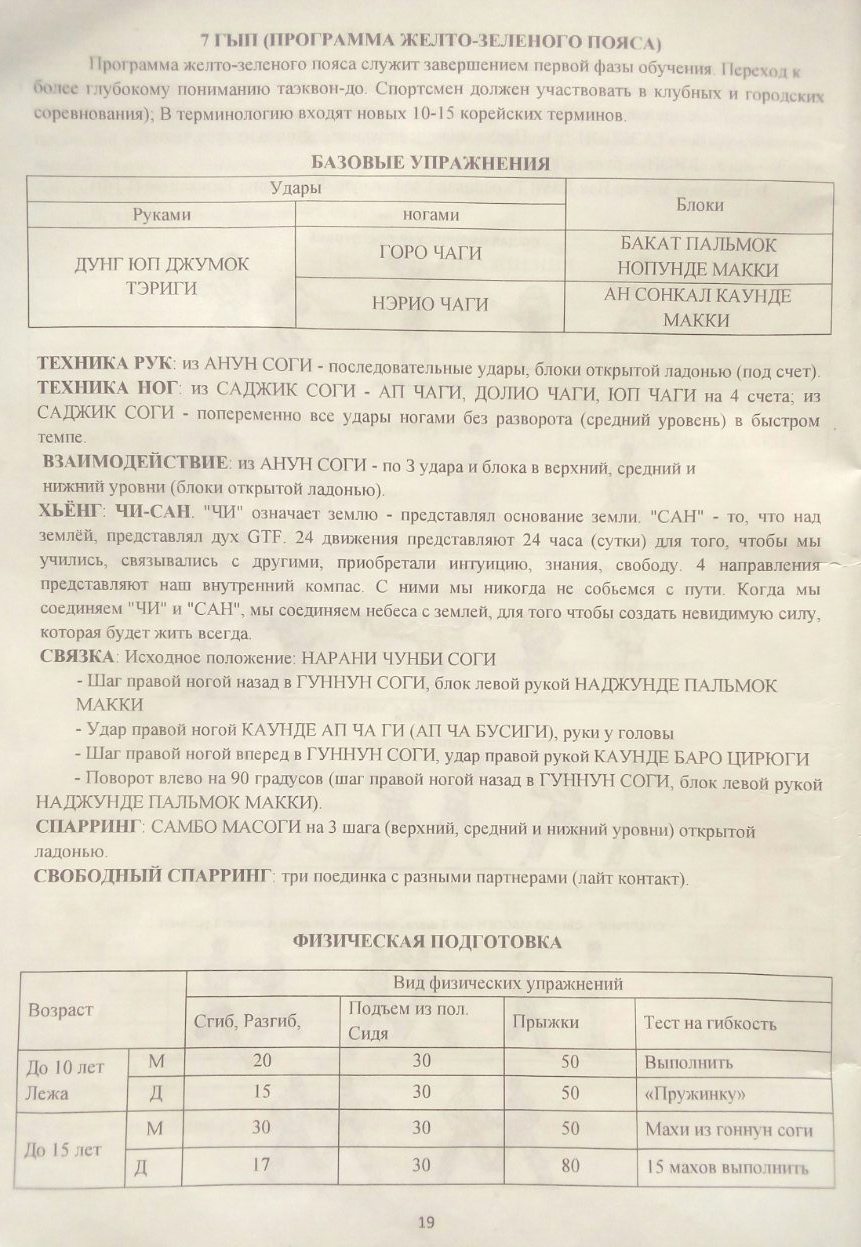 7 ГЫП (ПРОГРАММА ЖЕЛТО-ЗЕЛЕНОГО ПОЯСА)
Программа желто-зеленого пояса служит завершением первой фазы обучения. Переход к
более глубокому пониманию таэквон-до. Спортсмен должен участвовать в клубных и городских
соревнования); В терминологию входят новых 10-15 корейских терминов.
БАЗОВЫЕ УПРАЖНЕНИЯ
Удары
Блоки
Руками
ногами
ДУНГ ЮП ДЖУМОК
ТЭРИГИ
ГОРО ЧАГИ
БАКАТ ПАЛЬМОК
НОПУНДЕ МАККИ
НЭРИО ЧАГИ
АН СОНКАЛ КАУНДЕ
МАККИ
ТЕХНИКА РУК: из АНУН СОГИ - последовательные удары, блоки открытой ладонью (под счет).
ТЕХНИКА НОГ: из САДЖИК СОГИ - АП ЧАГИ, ДОЛИО ЧАГИ, ЮП ЧАГИ на 4 счета; из
САДЖИК СОГИ - попеременно все удары ногами без разворота (средний уровень) в быстром
темпе.
ВЗАИМОДЕЙСТВИЕ: из АНУН СОГИ - по 3 удара и блока в верхний, средний и
нижний уровни (блоки открытой ладонью).
ХЬЁНГ: ЧИ-САН. "ЧИ" означает землю - представлял основание земли. "САН" - то, что над
землёй, представлял дух GTF. 24 движения представляют 24 часа (сутки) для того, чтобы мы
учились, связывались с другими, приобретали интуицию, знания, свободу. 4 направления
представляют наш внутренний компас. С ними мы никогда не собьемся с пути. Когда мы
соединяем "ЧИ" и "САН", мы соединяем небеса с землей, для того чтобы создать невидимую силу,
которая будет жить всегда.
СВЯЗКА: Исходное положение: НАРАНИ ЧУНБИ СОГИ
- Шаг правой ногой назад в ГУННУН СОГИ, блок левой рукой НАДЖУНДЕ ПАЛЬМОК
МАККИ
- Удар правой ногой КАУНДЕ АП ЧА ГИ (АП ЧА БУСИГИ), руки у головы
- Шаг правой ногой вперед в ГУННУН СОГИ, удар правой рукой КАУНДЕ БАРО ЦИРЮГИ
- Поворот влево на 90 градусов (шаг правой ногой назад в ГУННУН СОГИ, блок левой рукой
НАДЖУНДЕ ПАЛЬМОК МАККИ).
СПАРРИНГ: САМБО МАСОГИ на 3 шага (верхний, средний и нижний уровни) открытой
ладонью.
СВОБОДНЫЙ СПАРРИНГ: три поединка с разными партнерами (лайт контакт).
ФИЗИЧЕСКАЯ ПОДГОТОВКА
Возраст
Вид физических упражнений
Сгиб, Разгиб,
Подъем из пол.
Сидя
Прыжки
Тест на гибкость
До 10 лет
Лежа
М
20
30
50
Выполнить
Д
15
30
50
«Пружинку»
До 15 лет
М
30
30
50
Махи из гоннун соги
Д
17
30
80
15 махов выполнить
19